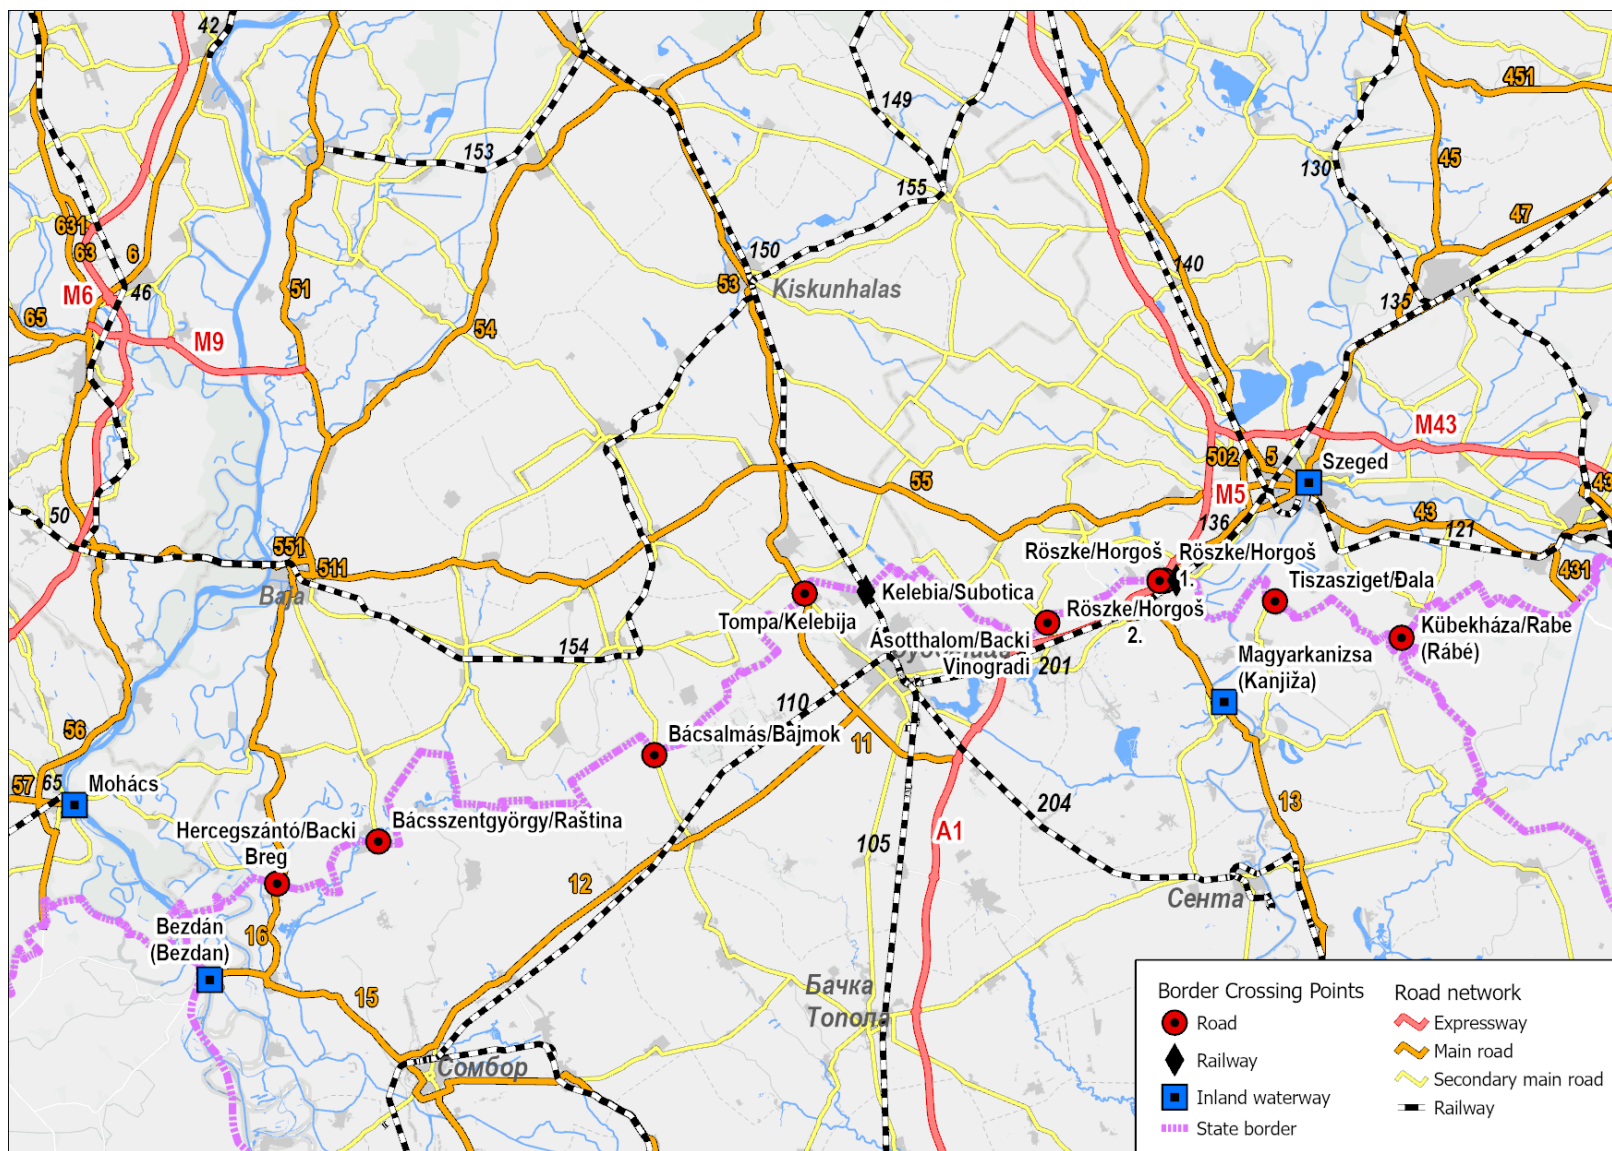 42
451
149
153
45
130
155
47
631
63
6
150
140
46
M6
51
53
Kiskunhalas
135
65
M9
54
M43
502
5
Szeged
55
M5
43
50
136
43
121
551
511
Röszke/Horgoš
1.
Röszke/Horgoš
431
Baja
Kelebia/Subotica
Tiszasziget/Đala
Tompa/Kelebija
Röszke/Horgoš
2.
Kübekháza/Rabe
(Rábé)
154
Ásotthalom/Backi
Vinogradi
201
Magyarkanizsa
(Kanjiža)
110
56
11
Bácsalmás/Bajmok
57
65
Mohács
204
13
Hercegszántó/Backi
Breg
Bácsszentgyörgy/Raština
A1
105
12
Сента
Bezdán
(Bezdan)
16
15
Бачка
Топола
Сомбор
Border Crossing Points
Road
Railway
Inland waterway
State border
Road network
Expressway
Main road
Secondary main road
Railway